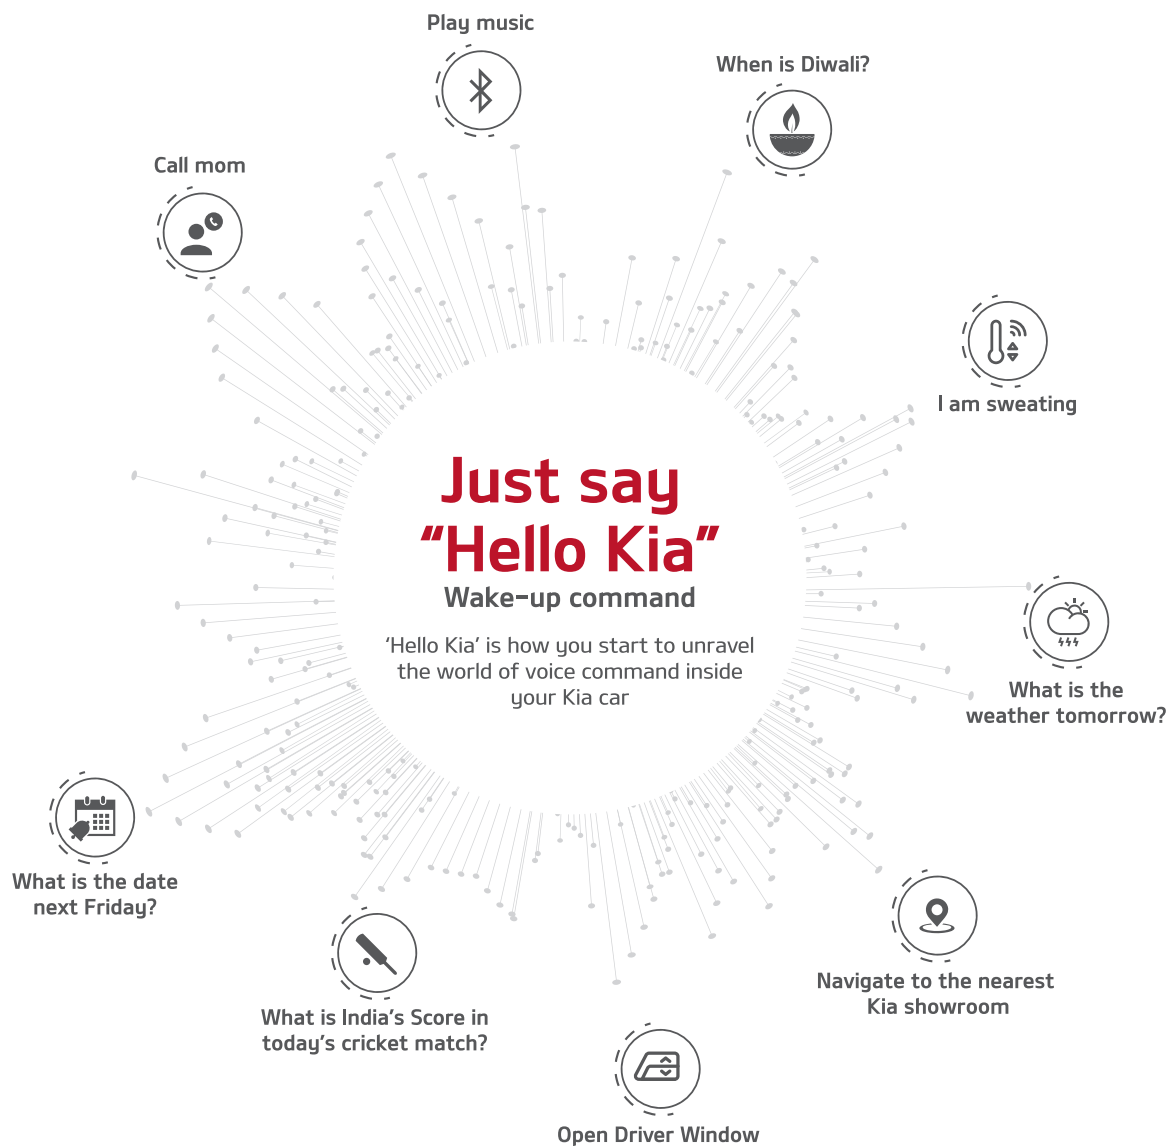 Play music
When is Diwali?
Call mom
I am sweating
Just say
“Hello Kia”
Wake-up command
‘Hello Kia’ is how you start to unravel
the world of voice command inside
your Kia car
What is the
weather tomorrow?
What is the date
next Friday?
Navigate to the nearest
Kia showroom
What is India’s Score in
today’s cricket match?
Open Driver Window